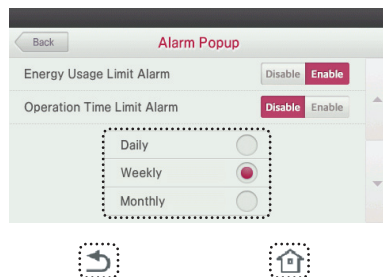 Back
Alarm Popup
Energy Usage Limit Alarm Disable Enable
Operation Time Limit Alarm Disable Enable
Daily
Weekly
Monthly